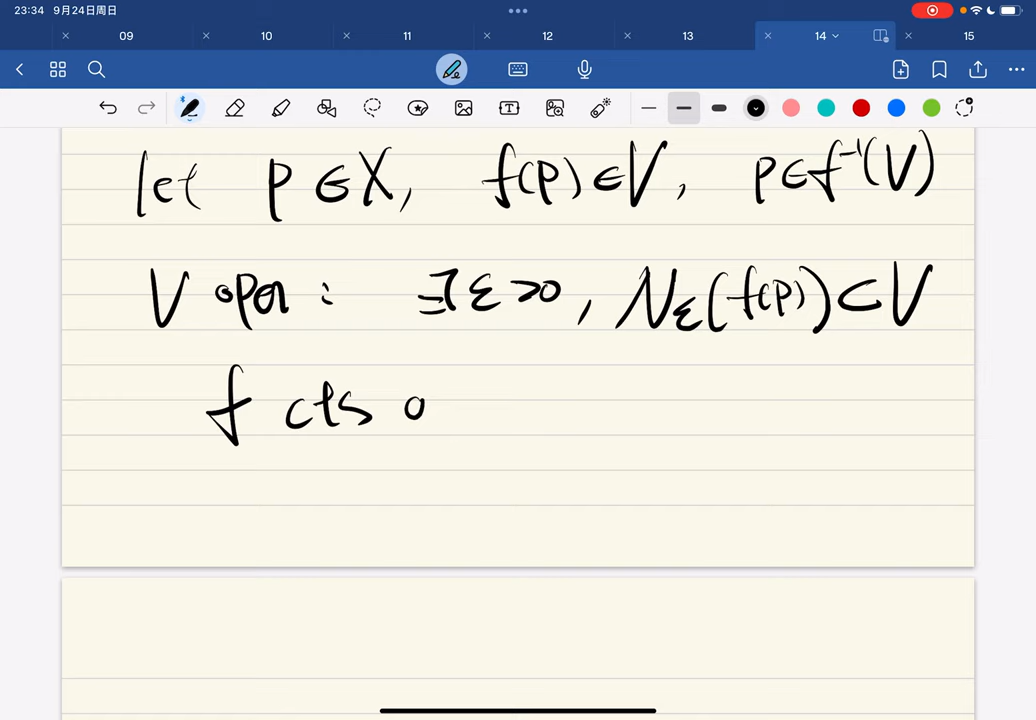 23:34 9月24日周日
09 10 11 12 13 14 15
let p∈X, f(p)∈V, p∈f⁻¹(V)
V open: ∃ε>0, Nε(f(p))⊂V
f cts o